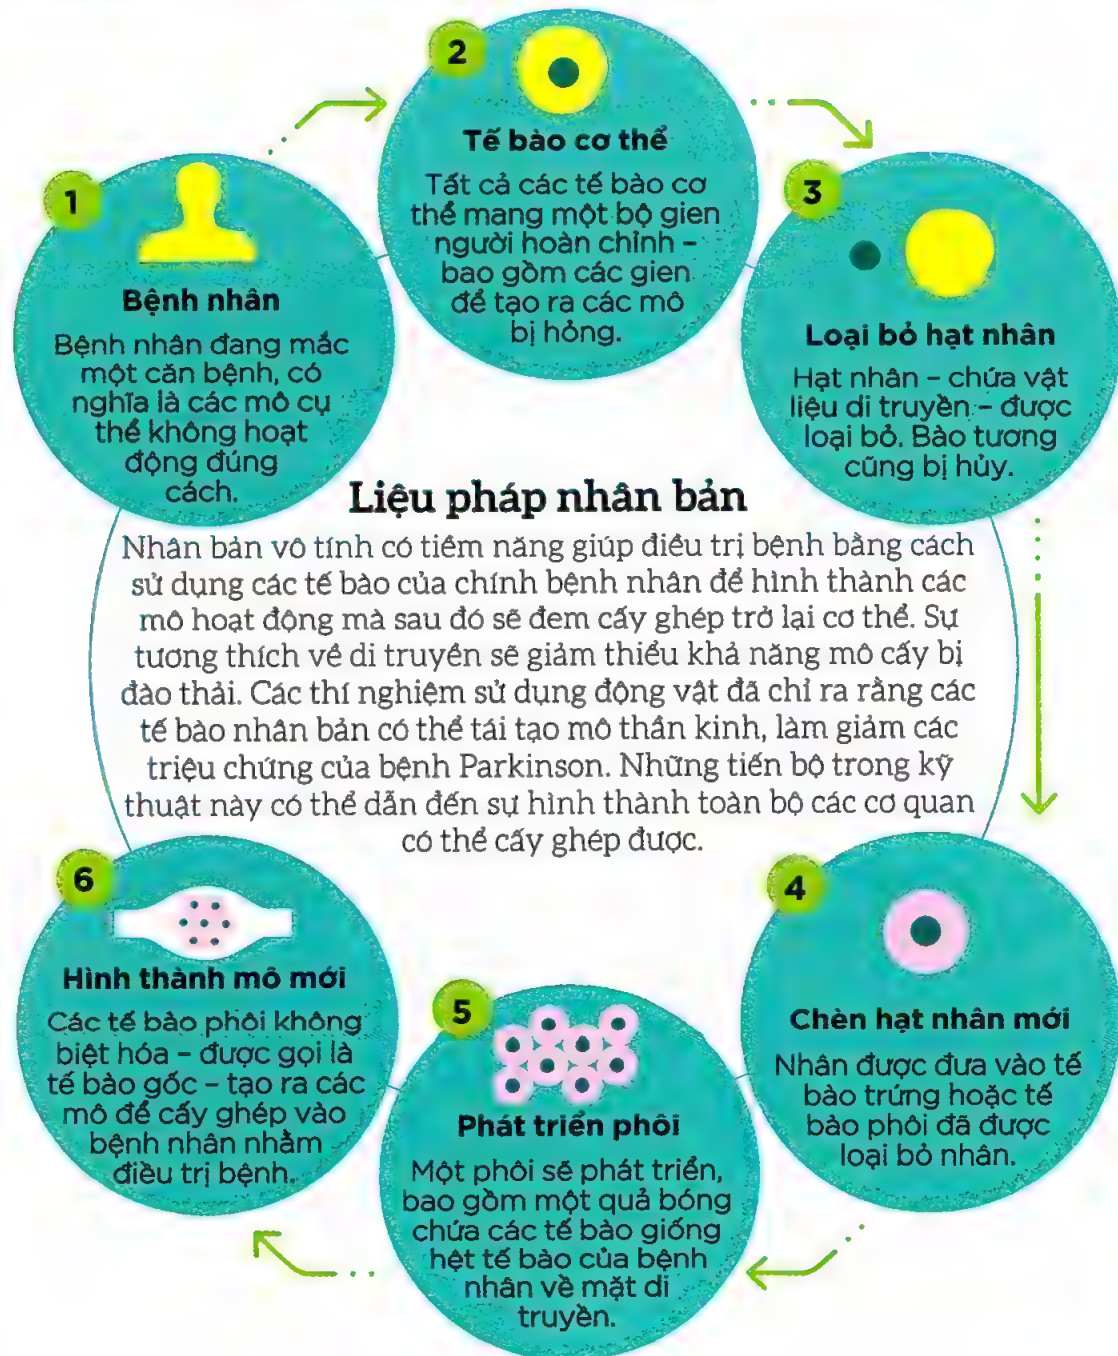 1
Bệnh nhân
Bệnh nhân đang mắc
một căn bệnh, có
nghĩa là các mô cụ
thể không hoạt
động đúng
cách.
2
Tế bào cơ thể
Tất cả các tế bào cơ
thể mang một bộ gien
người hoàn chỉnh –
bao gồm các gien
để tạo ra các mô
bị hỏng.
3
Loại bỏ hạt nhân
Hạt nhân – chứa vật
liệu di truyền – được
loại bỏ. Bào tương
cũng bị hủy.
Liệu pháp nhân bản
Nhân bản vô tính có tiềm năng giúp điều trị bệnh bằng cách
sử dụng các tế bào của chính bệnh nhân để hình thành các
mô hoạt động mà sau đó sẽ đem cấy ghép trở lại cơ thể. Sự
tương thích về di truyền sẽ giảm thiểu khả năng mô cấy bị
đào thải. Các thí nghiệm sử dụng động vật đã chỉ ra rằng các
tế bào nhân bản có thể tái tạo mô thần kinh, làm giảm các
triệu chứng của bệnh Parkinson. Những tiến bộ trong kỹ
thuật này có thể dẫn đến sự hình thành toàn bộ các cơ quan
có thể cấy ghép được.
4
Chèn hạt nhân mới
Nhân được đưa vào tế
bào trứng hoặc tế
bào phôi đã được
loại bỏ nhân.
5
Phát triển phôi
Một phôi sẽ phát triển,
bao gồm một quả bóng
chứa các tế bào giống
hệt tế bào của bệnh
nhân về mặt di
truyền.
6
Hình thành mô mới
Các tế bào phôi không
biệt hóa – được gọi là
tế bào gốc – tạo ra các
mô để cấy ghép vào
bệnh nhân nhằm
điều trị bệnh.